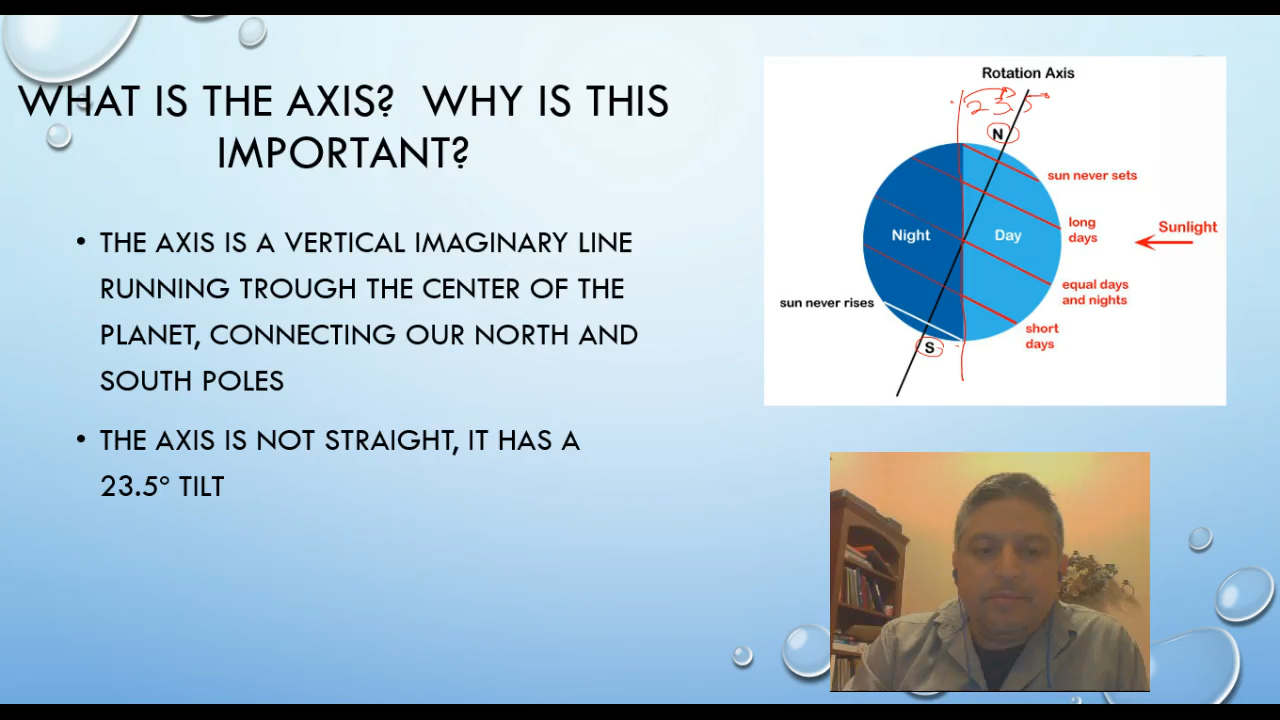 WHAT IS THE AXIS? WHY IS THIS
IMPORTANT?
• THE AXIS IS A VERTICAL IMAGINARY LINE
RUNNING TROUGH THE CENTER OF THE
PLANET, CONNECTING OUR NORTH AND
SOUTH POLES
• THE AXIS IS NOT STRAIGHT, IT HAS A
23.5° TILT
Rotation Axis
23.5°
N
sun never sets
long
days
Sunlight
Night
Day
equal days
and nights
sun never rises
short
days
S